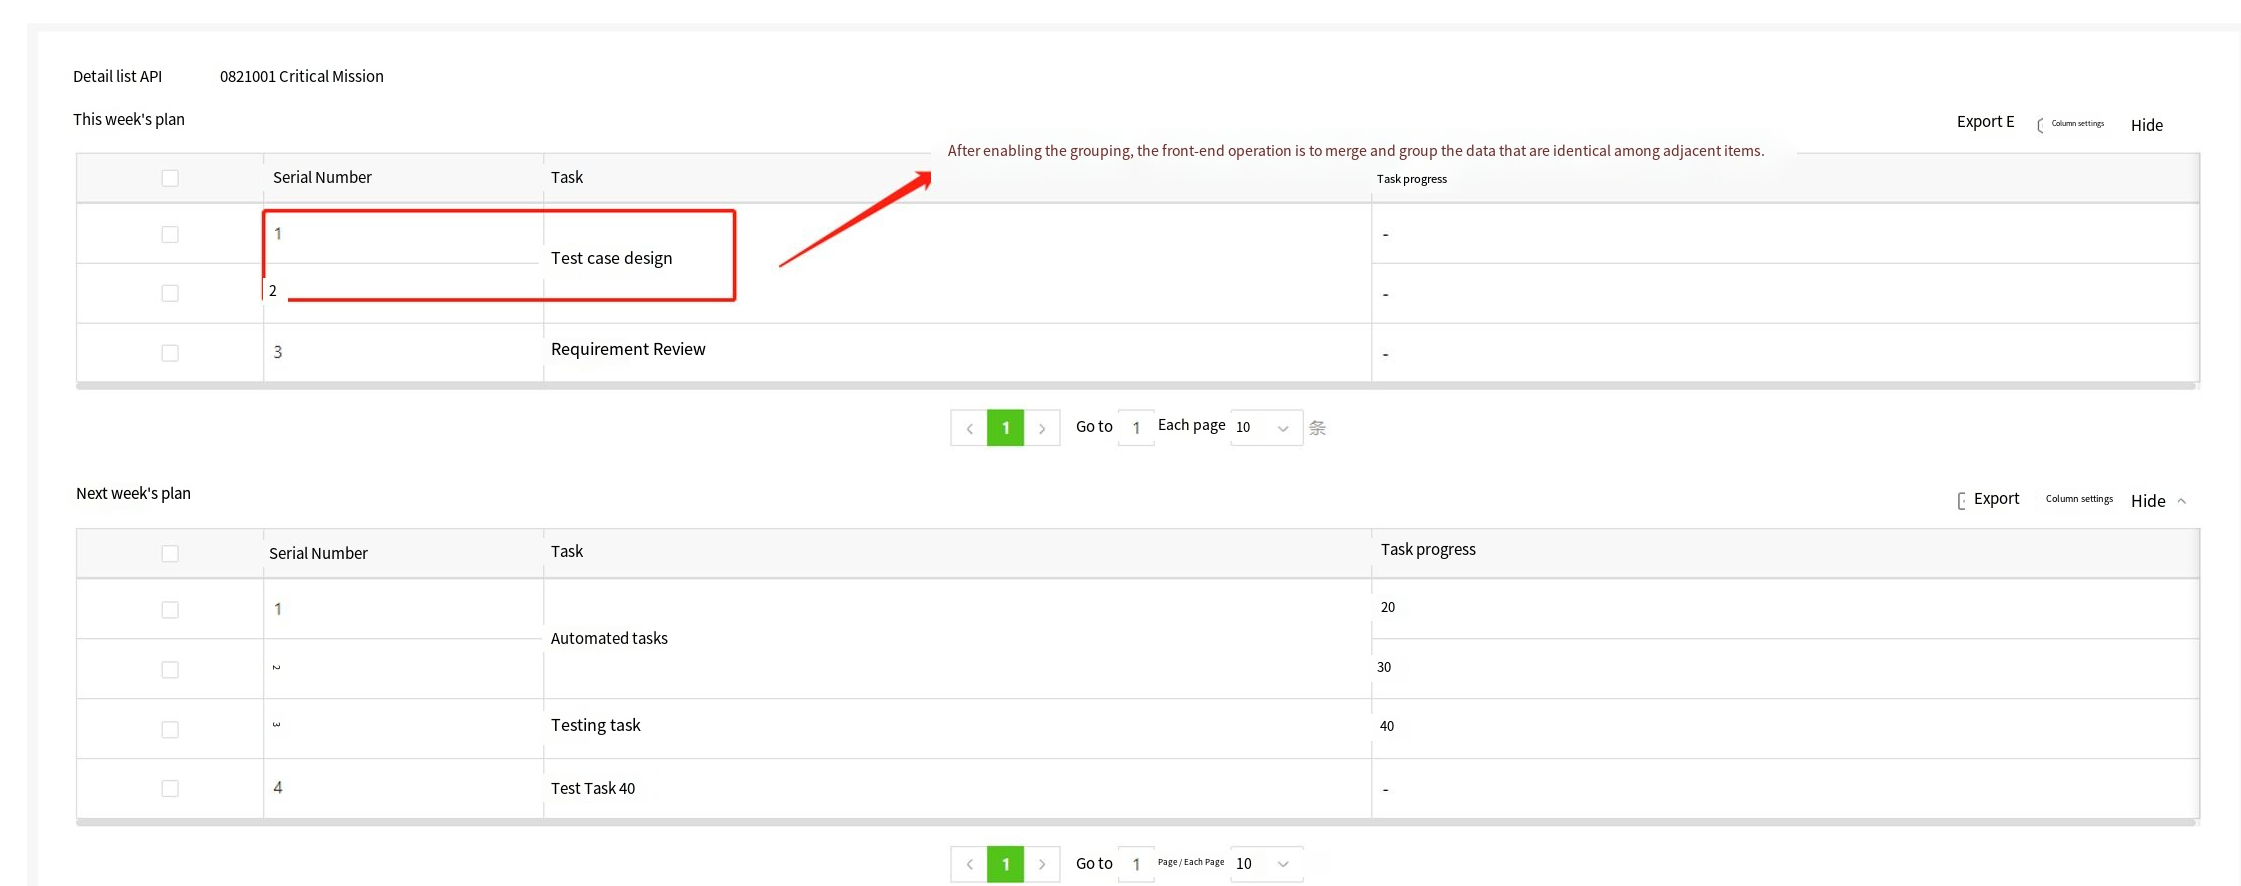 Detail list API 0821001 Critical Mission
This week's plan Export E Column settings Hide
After enabling the grouping, the front-end operation is to merge and group the data that are identical among adjacent items.
Serial Number Task Task progress
1 -
Test case design
2 -
3 Requirement Review -
< 1 > Go to 1 Each page 10 条
Next week's plan Export Column settings Hide
Serial Number Task Task progress
1 20
Automated tasks
2 30
3 Testing task 40
4 Test Task 40 -
< 1 > Go to 1 Page / Each Page 10